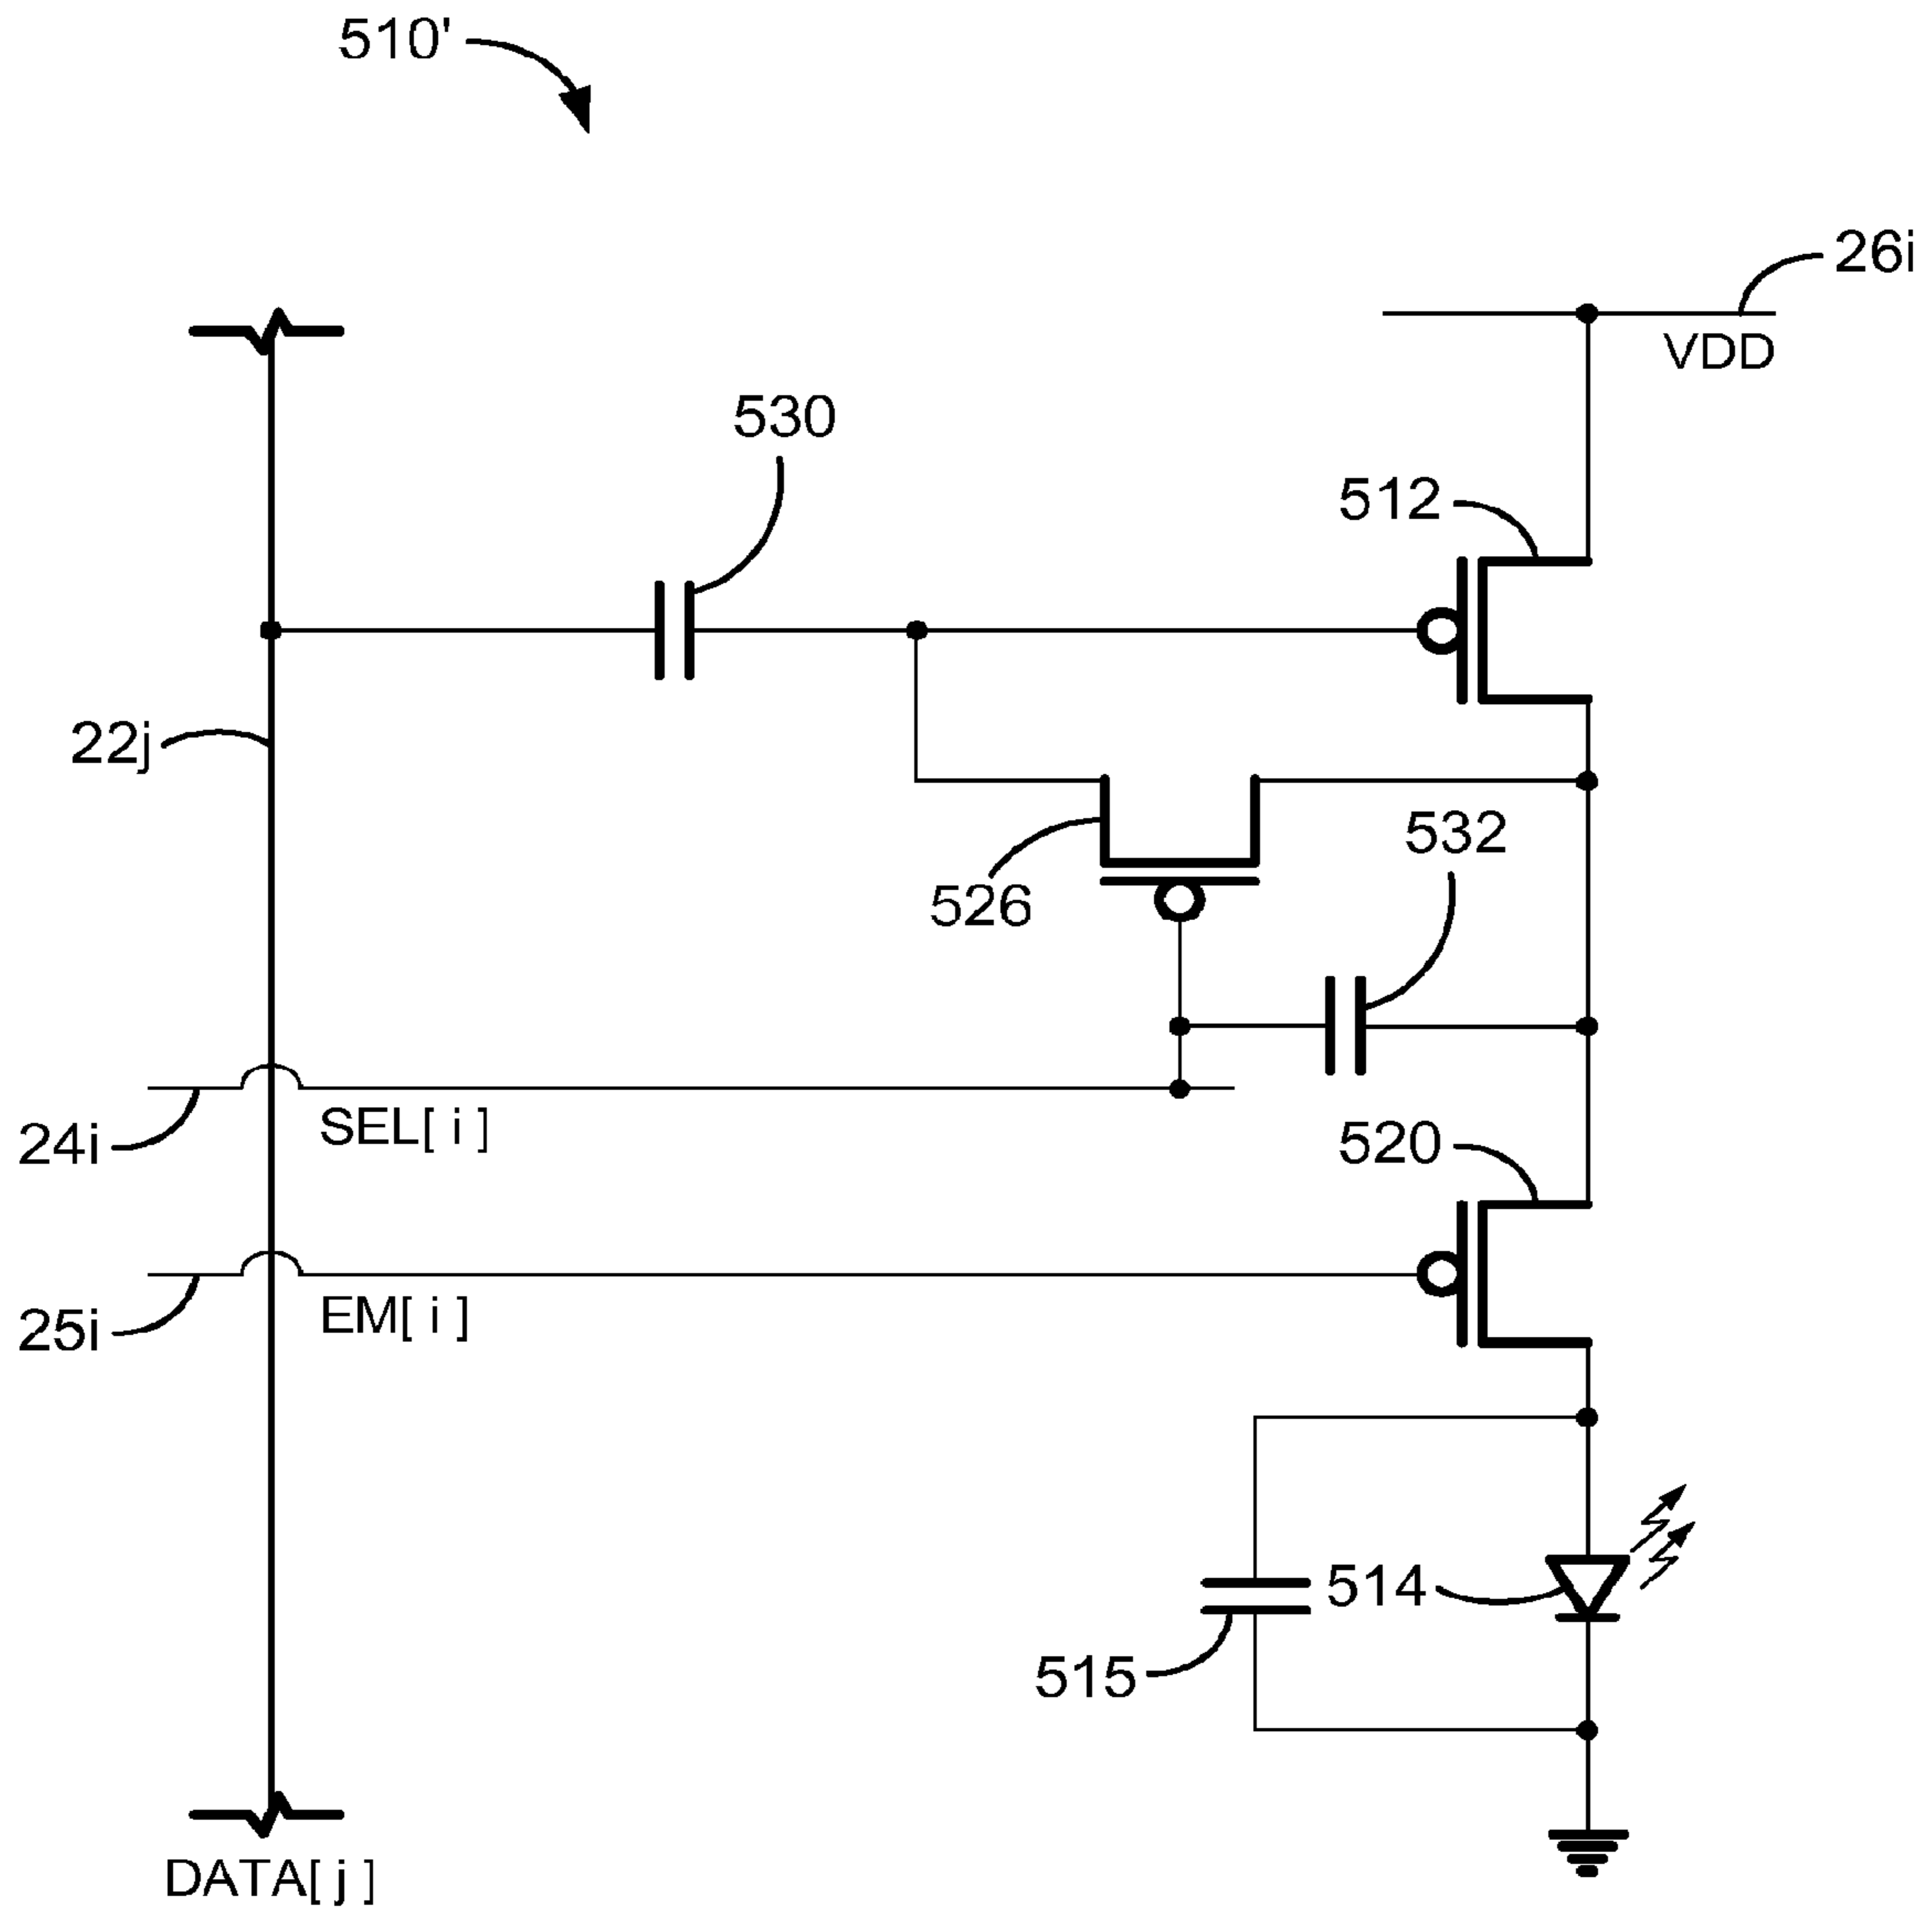 510'
26i
VDD
530
512
22j
532
526
SEL[ i ]
24i
520
EM[ i ]
25i
514
515
DATA[ j ]